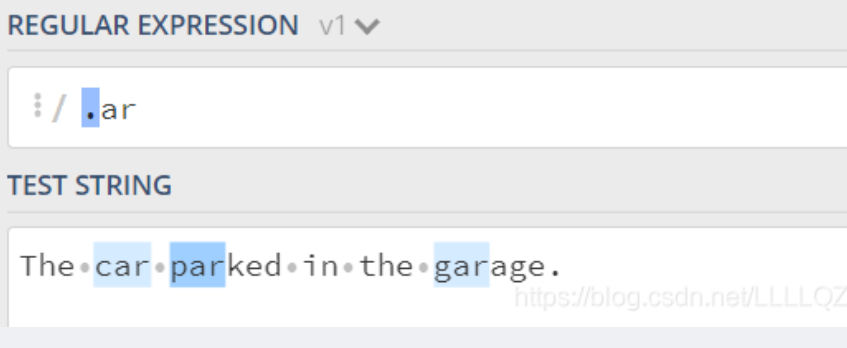 REGULAR EXPRESSION v1
/ .ar
TEST STRING
The·car·parked·in·the·garage.
https://blog.csdn.net/LLLLQZ